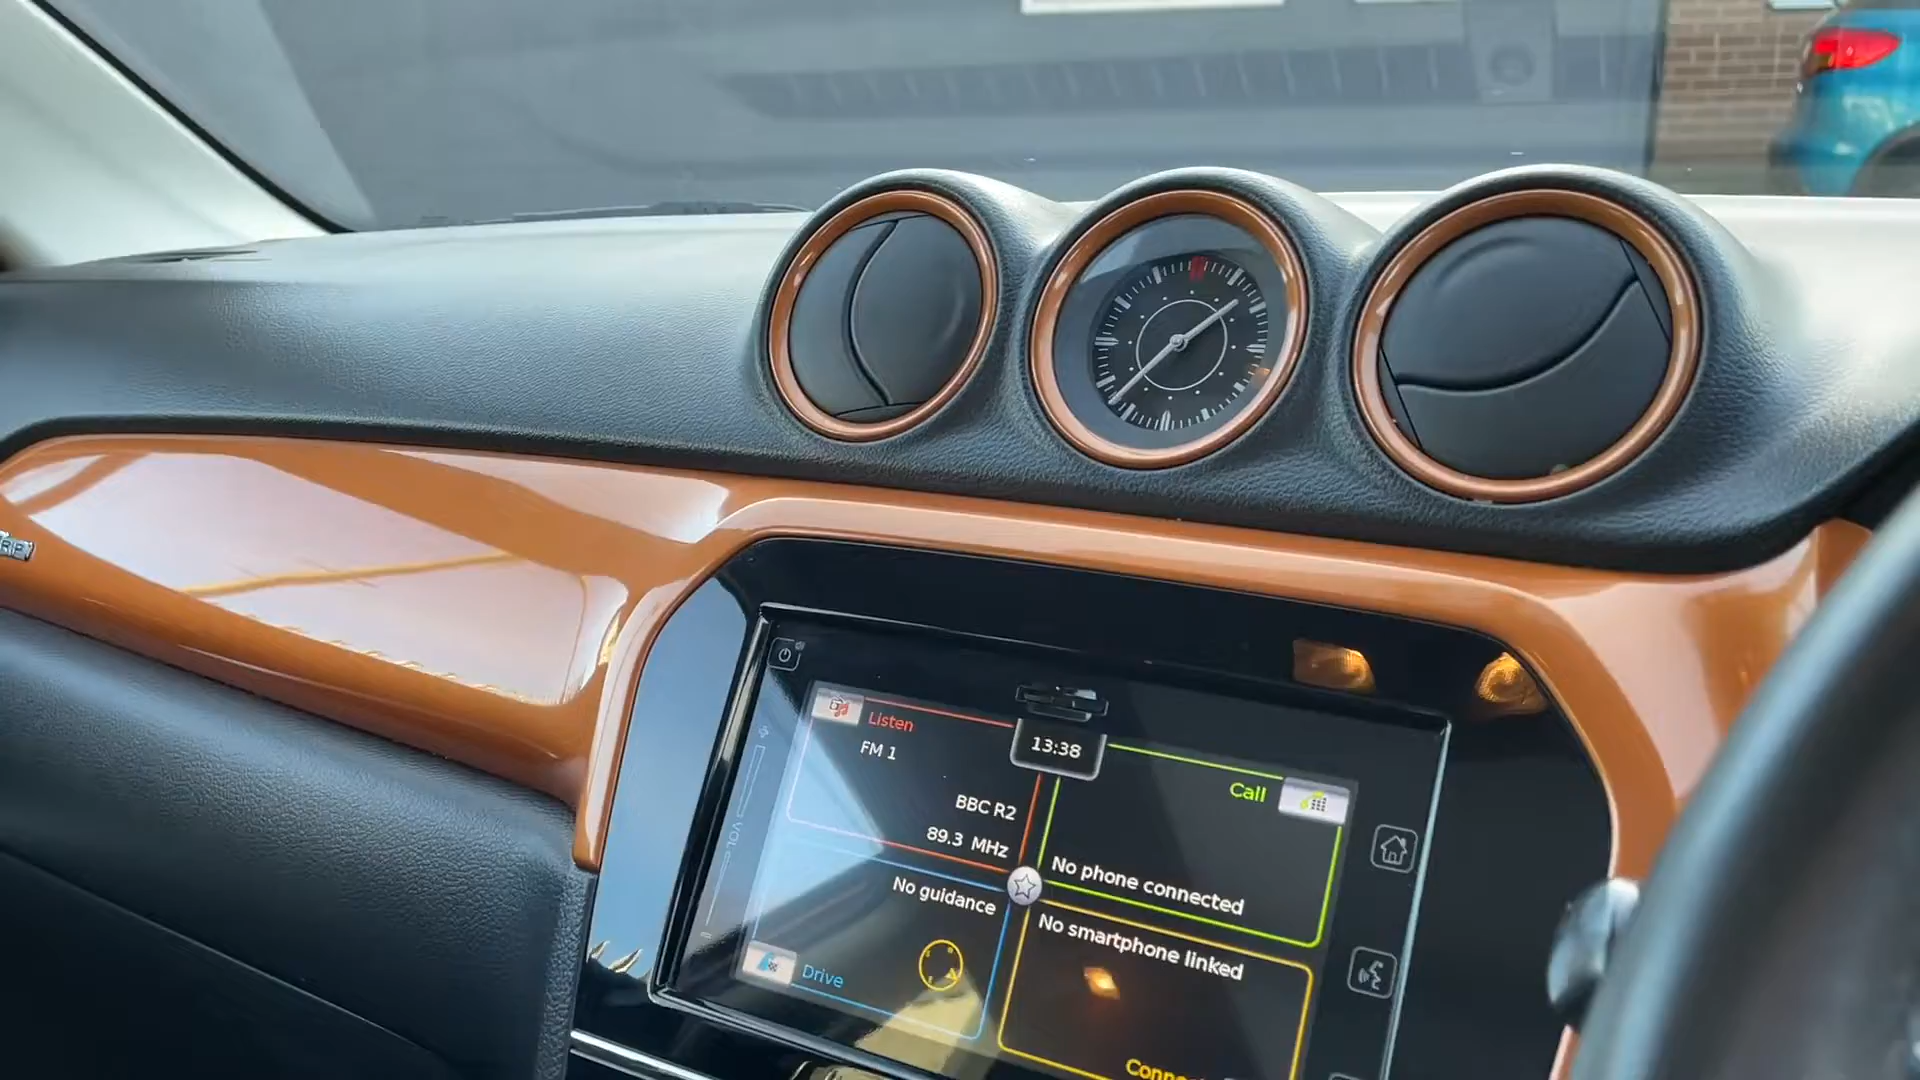 Listen
FM 1
13:38
Call
BBC R2
89.3 MHz
No phone connected
No guidance
No smartphone linked
Drive
VOL